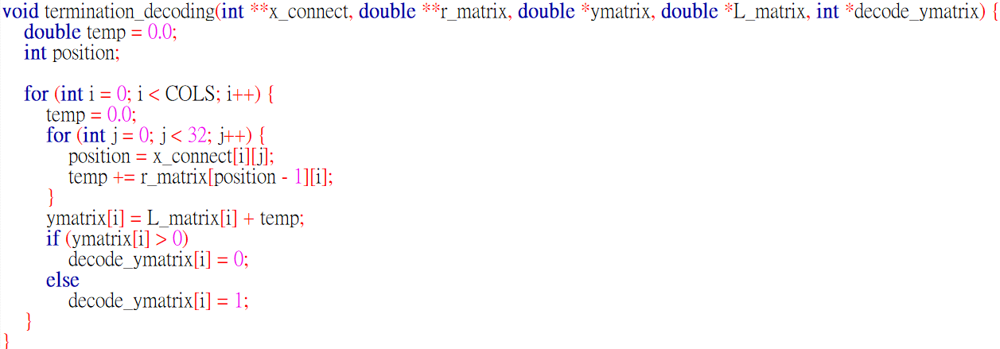 void termination_decoding(int **x_connect, double **r_matrix, double *ymatrix, double *L_matrix, int *decode_ymatrix) {
    double temp = 0.0;
    int position;

    for (int i = 0; i < COLS; i++) {
        temp = 0.0;
        for (int j = 0; j < 32; j++) {
            position = x_connect[i][j];
            temp += r_matrix[position - 1][i];
        }
        ymatrix[i] = L_matrix[i] + temp;
        if (ymatrix[i] > 0)
            decode_ymatrix[i] = 0;
        else
            decode_ymatrix[i] = 1;
    }
}